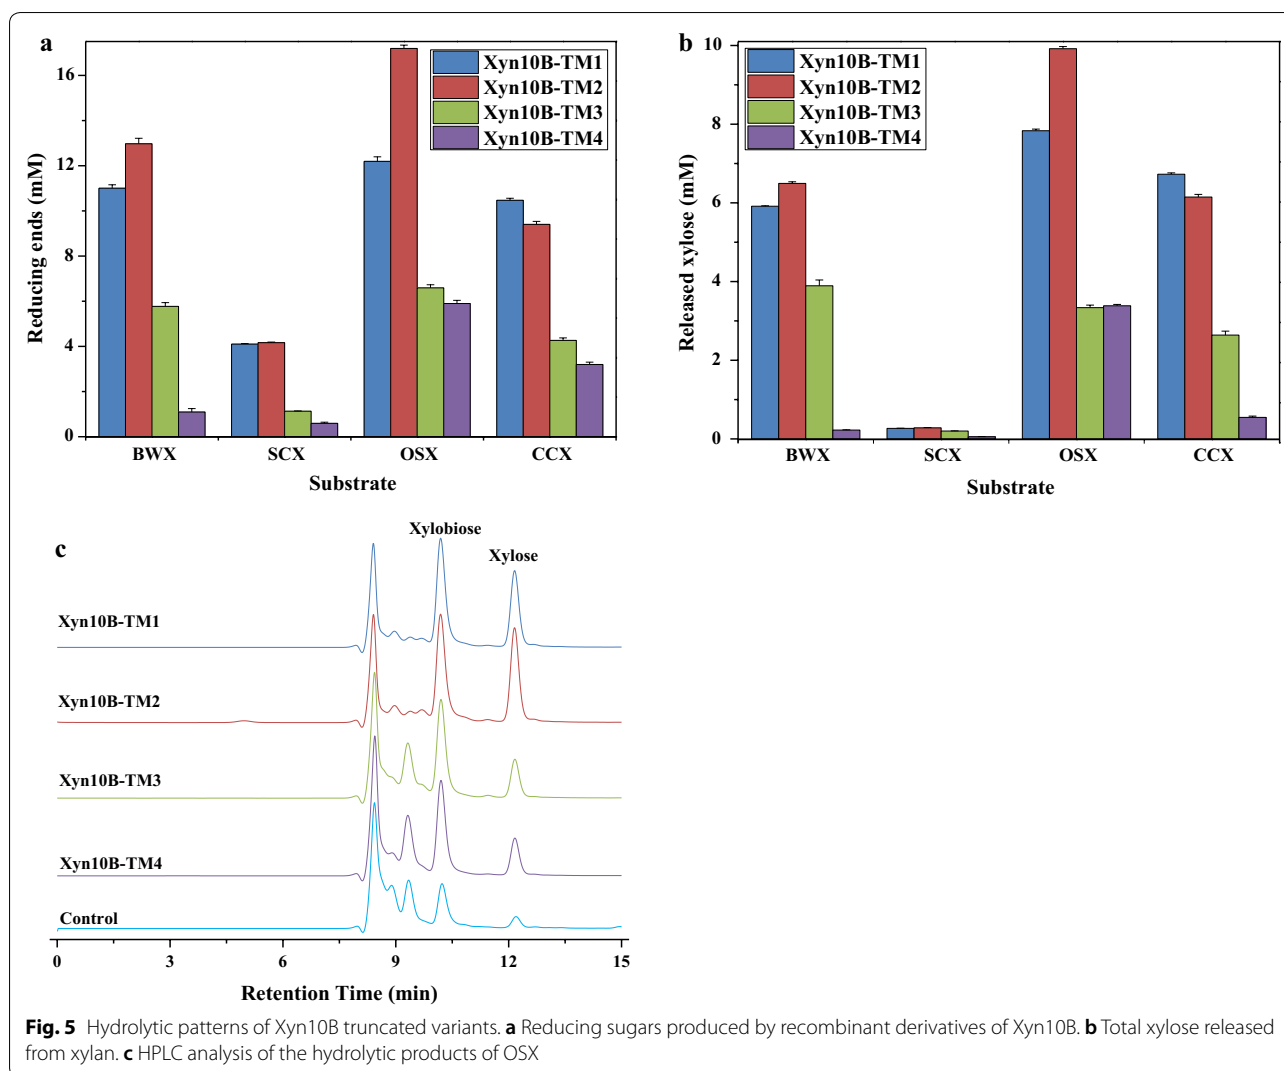 a
Reducing ends (mM)
16
12
8
4
0
Xyn10B-TM1
Xyn10B-TM2
Xyn10B-TM3
Xyn10B-TM4
BWX SCX OSX CCX
Substrate
b
Released xylose (mM)
10
8
6
4
2
0
Xyn10B-TM1
Xyn10B-TM2
Xyn10B-TM3
Xyn10B-TM4
BWX SCX OSX CCX
Substrate
c
Xylobiose
Xylose
Xyn10B-TM1
Xyn10B-TM2
Xyn10B-TM3
Xyn10B-TM4
Control
0 3 6 9 12 15
Retention Time (min)
Fig. 5 Hydrolytic patterns of Xyn10B truncated variants. a Reducing sugars produced by recombinant derivatives of Xyn10B. b Total xylose released
from xylan. c HPLC analysis of the hydrolytic products of OSX